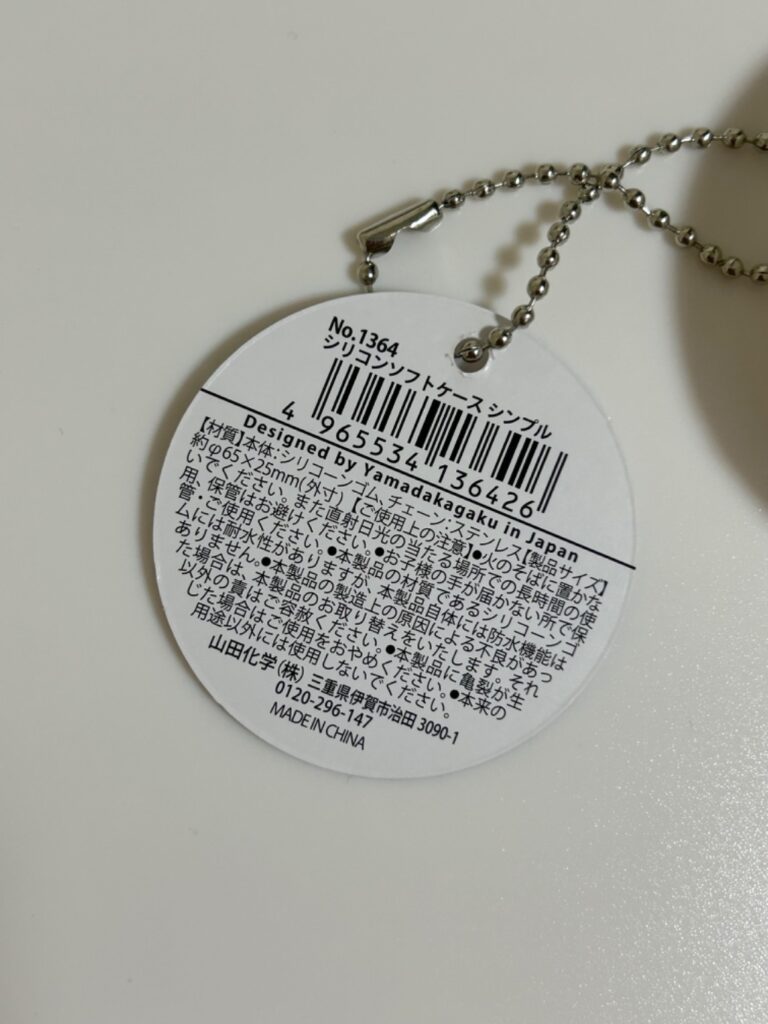 No.1364
シリコンソフトケース シンプル
4 965534 136426
Designed by Yamadakagaku in Japan
【材質】本体:シリコーンゴム、チェーン:ステンレス【製品サイズ】
約φ65×25mm(外寸)【ご使用上の注意】●火のそばに置かな
いでください。また直射日光の当たる場所での長時間の使
用、保管はお避けください。●お子様の手が届かない所で保
管・ご使用ください。●本製品の材質であるシリコーンゴ
ムには耐水性がありますが、本製品自体には防水機能は
ありません。●本製品の製造上の原因による不良があっ
た場合は、本製品のお取り替えをいたします。それ
以外の責はご容赦ください。●本製品に亀裂が生
じた場合はご使用をおやめください。●本来の
用途以外には使用しないでください。
山田化学(株) 三重県伊賀市治田 3090-1
0120-296-147
MADE IN CHINA